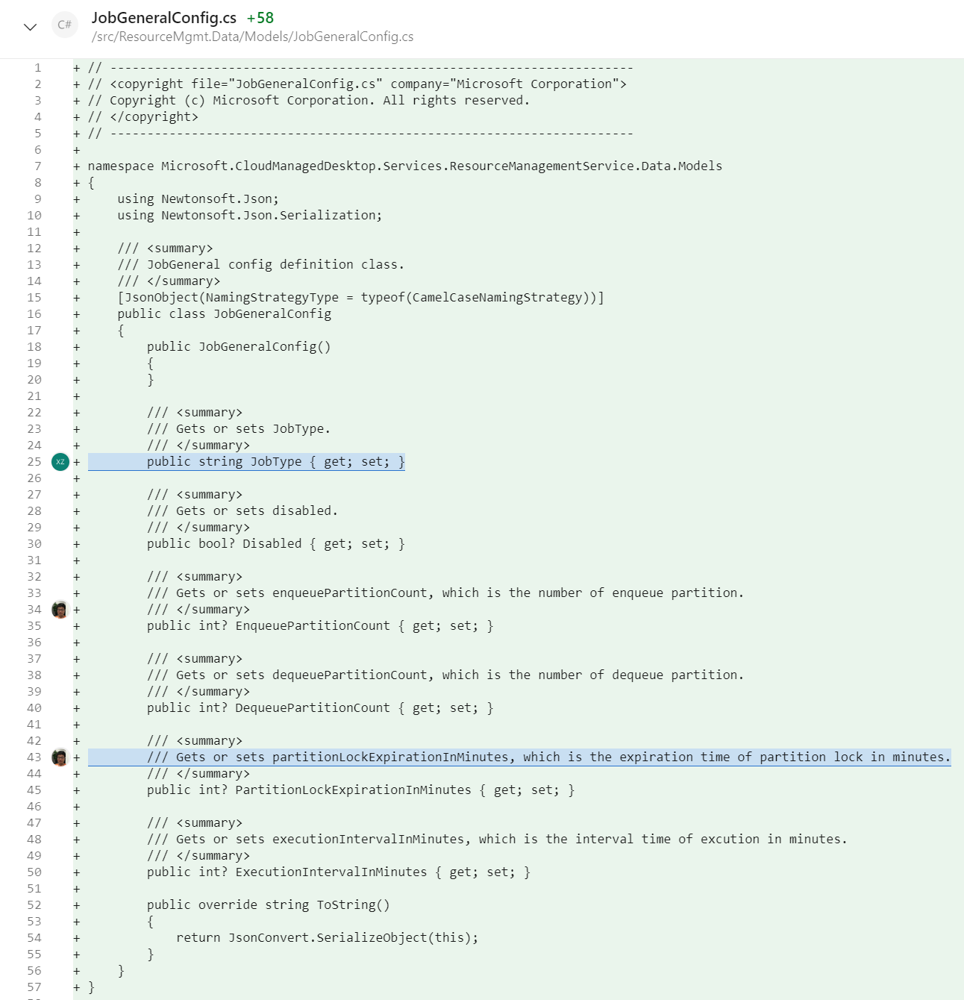 C# JobGeneralConfig.cs +58
/src/ResourceMgmt.Data/Models/JobGeneralConfig.cs
1 + // -----------------------------------------------------------------------
2 + // <copyright file="JobGeneralConfig.cs" company="Microsoft Corporation">
3 + // Copyright (c) Microsoft Corporation. All rights reserved.
4 + // </copyright>
5 + // -----------------------------------------------------------------------
6 +
7 + namespace Microsoft.CloudManagedDesktop.Services.ResourceManagementService.Data.Models
8 + {
9 +     using Newtonsoft.Json;
10 +     using Newtonsoft.Json.Serialization;
11 +
12 +     /// <summary>
13 +     /// JobGeneral config definition class.
14 +     /// </summary>
15 +     [JsonObject(NamingStrategyType = typeof(CamelCaseNamingStrategy))]
16 +     public class JobGeneralConfig
17 +     {
18 +         public JobGeneralConfig()
19 +         {
20 +         }
21 +
22 +         /// <summary>
23 +         /// Gets or sets JobType.
24 +         /// </summary>
25 XZ +         public string JobType { get; set; }
26 +
27 +         /// <summary>
28 +         /// Gets or sets disabled.
29 +         /// </summary>
30 +         public bool? Disabled { get; set; }
31 +
32 +         /// <summary>
33 +         /// Gets or sets enqueuePartitionCount, which is the number of enqueue partition.
34 +         /// </summary>
35 +         public int? EnqueuePartitionCount { get; set; }
36 +
37 +         /// <summary>
38 +         /// Gets or sets dequeuePartitionCount, which is the number of dequeue partition.
39 +         /// </summary>
40 +         public int? DequeuePartitionCount { get; set; }
41 +
42 +         /// <summary>
43 +         /// Gets or sets partitionLockExpirationInMinutes, which is the expiration time of partition lock in minutes.
44 +         /// </summary>
45 +         public int? PartitionLockExpirationInMinutes { get; set; }
46 +
47 +         /// <summary>
48 +         /// Gets or sets executionIntervalInMinutes, which is the interval time of excution in minutes.
49 +         /// </summary>
50 +         public int? ExecutionIntervalInMinutes { get; set; }
51 +
52 +         public override string ToString()
53 +         {
54 +             return JsonConvert.SerializeObject(this);
55 +         }
56 +     }
57 + }